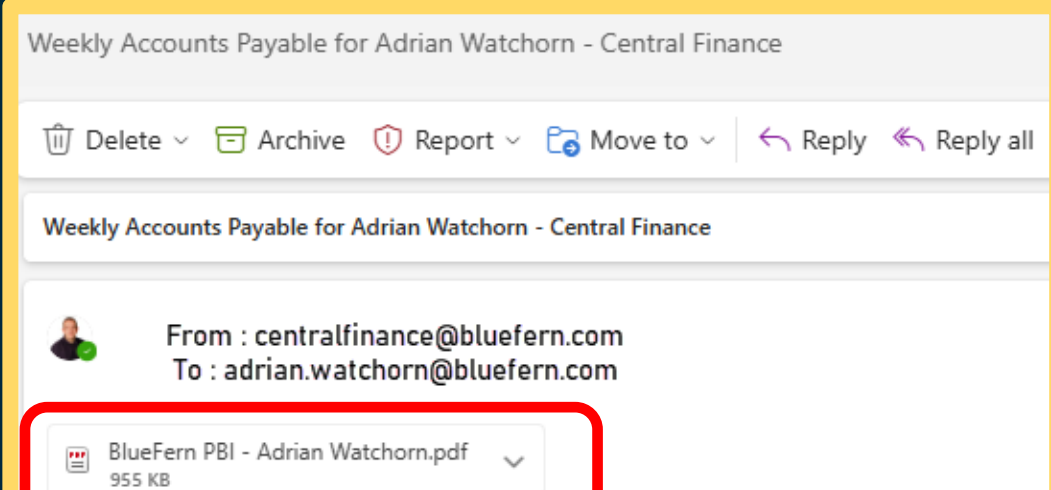 Weekly Accounts Payable for Adrian Watchorn - Central Finance
Delete Archive Report Move to Reply Reply all
Weekly Accounts Payable for Adrian Watchorn - Central Finance
From : centralfinance@bluefern.com
To : adrian.watchorn@bluefern.com
BlueFern PBI - Adrian Watchorn.pdf
955 KB